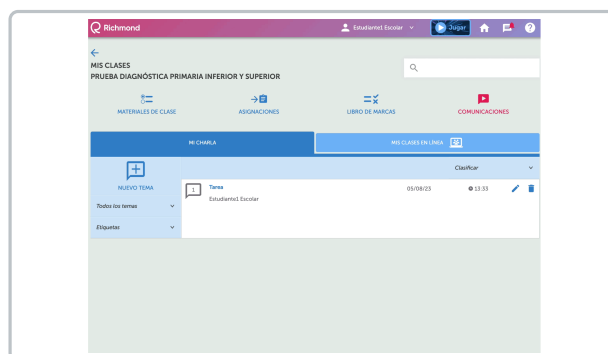 Richmond
Estudiante1 Escolar
Jugar
?
MIS CLASES
PRUEBA DIAGNÓSTICA PRIMARIA INFERIOR Y SUPERIOR
MATERIALES DE CLASE
ASIGNACIONES
LIBRO DE MARCAS
COMUNICACIONES
MI CHARLA
MIS CLASES EN LÍNEA
NUEVO TEMA
Clasificar
1 Tarea 05/08/23 13:33
Estudiante1 Escolar
Todos los temas
Etiquetas